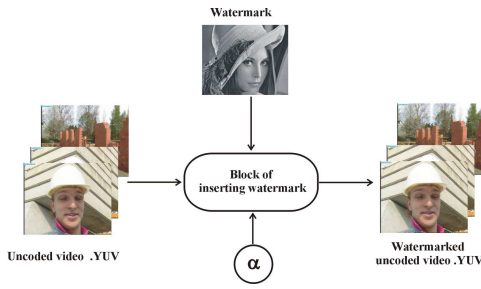 Watermark
Block of
inserting watermark
Uncoded video .YUV
Watermarked
uncoded video .YUV
α